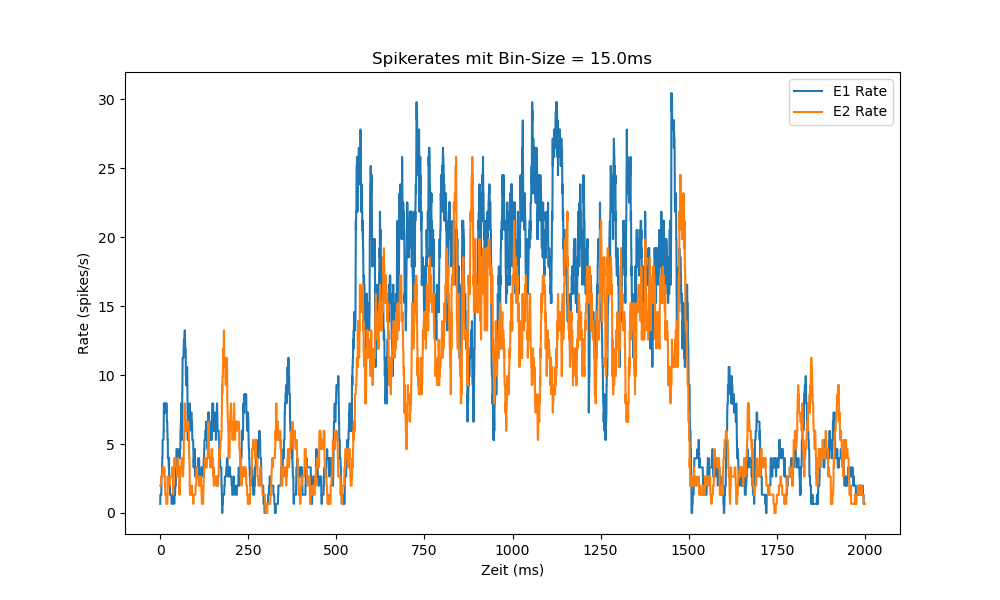 Spikerates mit Bin-Size = 15.0ms
E1 Rate
E2 Rate
30
25
20
15
10
5
0
Rate (spikes/s)
0 250 500 750 1000 1250 1500 1750 2000
Zeit (ms)